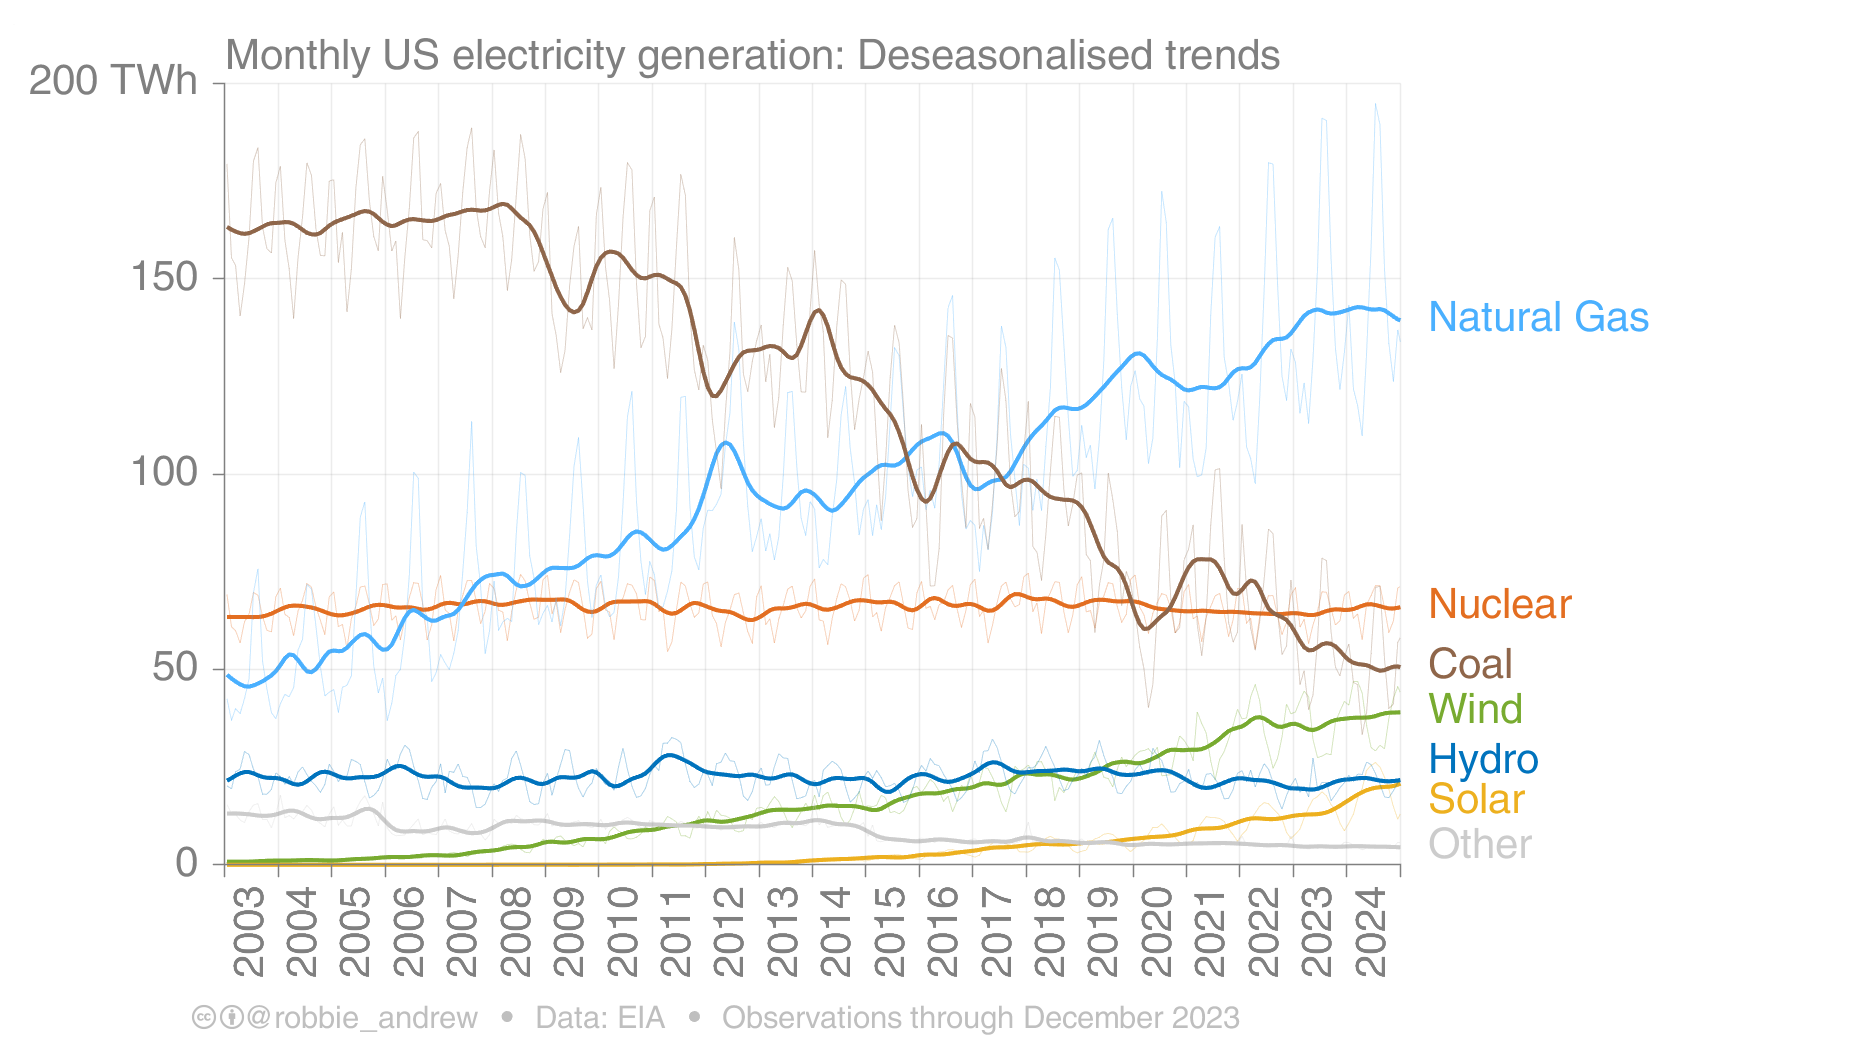 Monthly US electricity generation: Deseasonalised trends
200 TWh
150
100
50
0
Natural Gas
Nuclear
Coal
Wind
Hydro
Solar
Other
2003
2004
2005
2006
2007
2008
2009
2010
2011
2012
2013
2014
2015
2016
2017
2018
2019
2020
2021
2022
2023
2024
cc @robbie_andrew • Data: EIA • Observations through December 2023